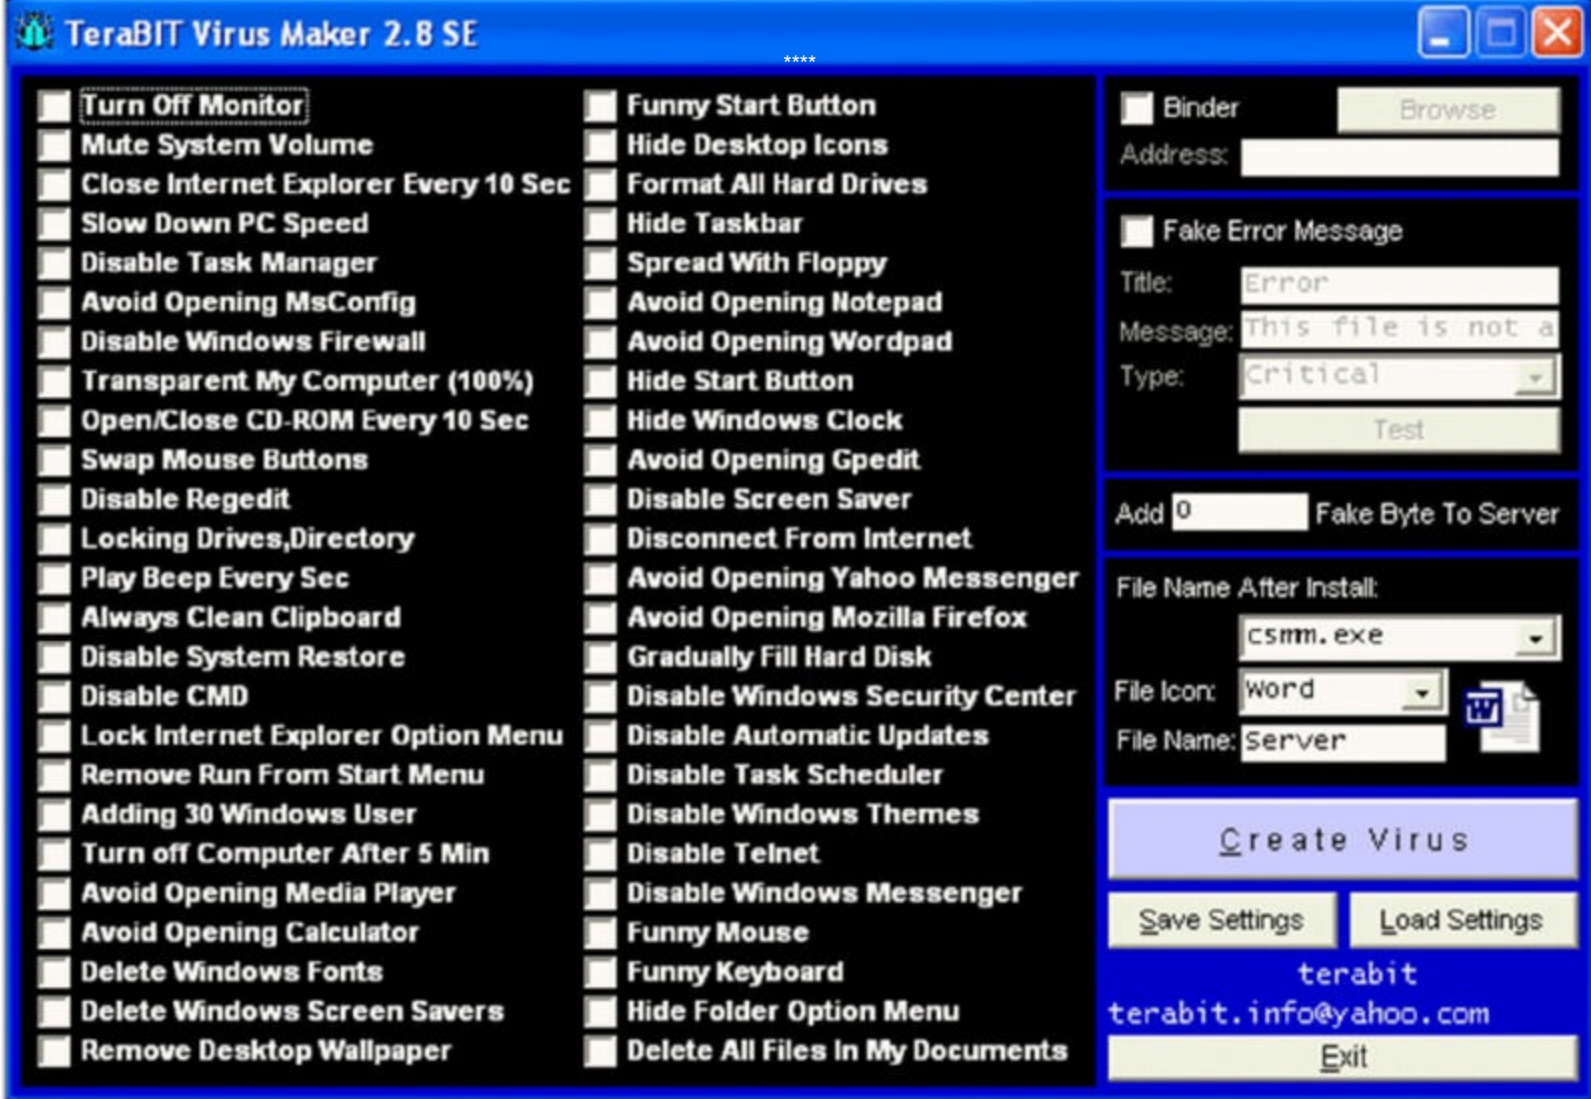 TeraBIT Virus Maker 2.8 SE
****
Turn Off Monitor
Mute System Volume
Close Internet Explorer Every 10 Sec
Slow Down PC Speed
Disable Task Manager
Avoid Opening MsConfig
Disable Windows Firewall
Transparent My Computer (100%)
Open/Close CD-ROM Every 10 Sec
Swap Mouse Buttons
Disable Regedit
Locking Drives,Directory
Play Beep Every Sec
Always Clean Clipboard
Disable System Restore
Disable CMD
Lock Internet Explorer Option Menu
Remove Run From Start Menu
Adding 30 Windows User
Turn off Computer After 5 Min
Avoid Opening Media Player
Avoid Opening Calculator
Delete Windows Fonts
Delete Windows Screen Savers
Remove Desktop Wallpaper
Funny Start Button
Hide Desktop Icons
Format All Hard Drives
Hide Taskbar
Spread With Floppy
Avoid Opening Notepad
Avoid Opening Wordpad
Hide Start Button
Hide Windows Clock
Avoid Opening Gpedit
Disable Screen Saver
Disconnect From Internet
Avoid Opening Yahoo Messenger
Avoid Opening Mozilla Firefox
Gradually Fill Hard Disk
Disable Windows Security Center
Disable Automatic Updates
Disable Task Scheduler
Disable Windows Themes
Disable Telnet
Disable Windows Messenger
Funny Mouse
Funny Keyboard
Hide Folder Option Menu
Delete All Files In My Documents
Binder Browse
Address:
Fake Error Message
Title: Error
Message: This file is not a
Type: Critical
Test
Add 0 Fake Byte To Server
File Name After Install:
csmm.exe
File Icon: Word
W
File Name: Server
Create Virus
Save Settings Load Settings
terabit
terabit.info@yahoo.com
Exit